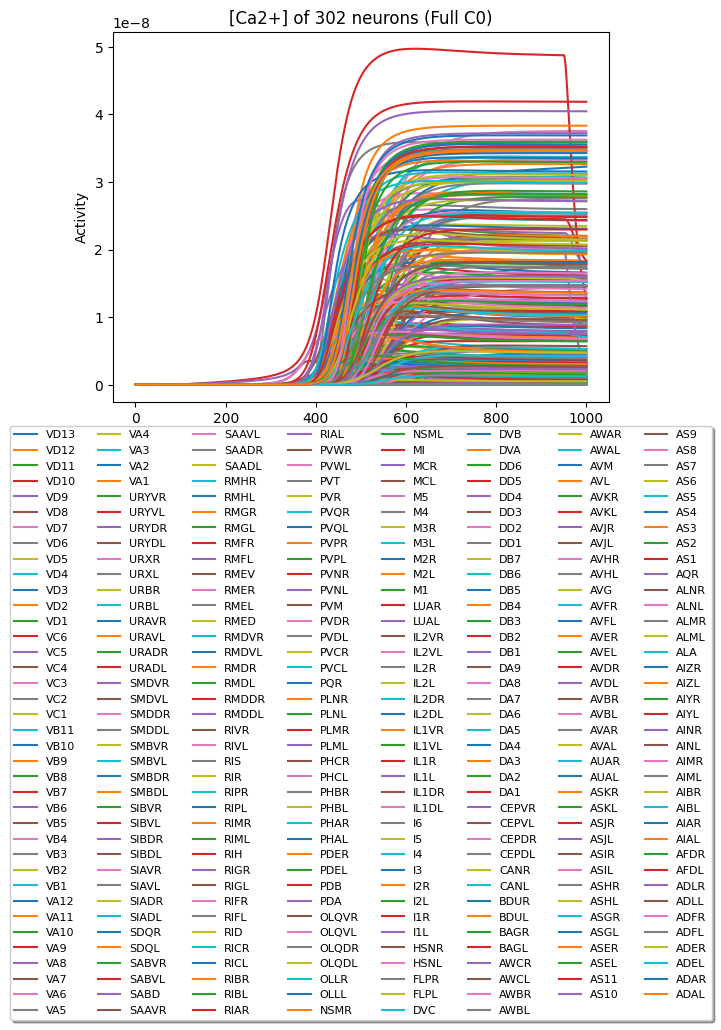 [Ca2+] of 302 neurons (Full C0)
1e−8
5
4
3
2
1
0
Activity
0 200 400 600 800 1000
VD13 VA4 SAAVL RIAL NSML DVB AWAR AS9
VD12 VA3 SAADR PVWR MI DVA AWAL AS8
VD11 VA2 SAADL PVWL MCR DD6 AVM AS7
VD10 VA1 RMHR PVT MCL DD5 AVL AS6
VD9 URYVR RMHL PVR M5 DD4 AVKR AS5
VD8 URYVL RMGR PVQR M4 DD3 AVKL AS4
VD7 URYDR RMGL PVQL M3R DD2 AVJR AS3
VD6 URYDL RMFR PVPR M3L DD1 AVJL AS2
VD5 URXR RMFL PVPL M2R DB7 AVHR AS1
VD4 URXL RMEV PVNR M2L DB6 AVHL AQR
VD3 URBR RMER PVNL M1 DB5 AVG ALNR
VD2 URBL RMEL PVM LUAR DB4 AVFR ALNL
VD1 URAVR RMED PVDR LUAL DB3 AVFL ALMR
VC6 URAVL RMDVR PVDL IL2VR DB2 AVER ALML
VC5 URADR RMDVL PVCR IL2VL DB1 AVEL ALA
VC4 URADL RMDR PVCL IL2R DA9 AVDR AIZR
VC3 SMDVR RMDL PQR IL2L DA8 AVDL AIZL
VC2 SMDVL RMDDR PLNR IL2DR DA7 AVBR AIYR
VC1 SMDDR RMDDL PLNL IL2DL DA6 AVBL AIYL
VB11 SMDDL RIVR PLMR IL1VR DA5 AVAR AINR
VB10 SMBVR RIVL PLML IL1VL DA4 AVAL AINL
VB9 SMBVL RIS PHCR IL1R DA3 AUAR AIMR
VB8 SMBDR RIR PHCL IL1L DA2 AUAL AIML
VB7 SMBDL RIPR PHBR IL1DR DA1 ASKR AIBR
VB6 SIBVR RIPL PHBL IL1DL CEPVR ASKL AIBL
VB5 SIBVL RIMR PHAR I6 CEPVL ASJR AIAR
VB4 SIBDR RIML PHAL I5 CEPDR ASJL AIAL
VB3 SIBDL RIH PDER I4 CEPDL ASIR AFDR
VB2 SIAVR RIGR PDEL I3 CANR ASIL AFDL
VB1 SIAVL RIGL PDB I2R CANL ASHR ADLR
VA12 SIADR RIFR PDA I2L BDUR ASHL ADLL
VA11 SIADL RIFL OLQVR I1R BDUL ASGR ADFR
VA10 SDQR RID OLQVL I1L BAGR ASGL ADFL
VA9 SDQL RICR OLQDR HSNR BAGL ASER ADER
VA8 SABVR RICL OLQDL HSNL AWCR ASEL ADEL
VA7 SABVL RIBR OLLR FLPR AWCL AS11 ADAR
VA6 SABD RIBL OLLL FLPL AWBR AS10 ADAL
VA5 SAAVR RIAR NSMR DVC AWBL